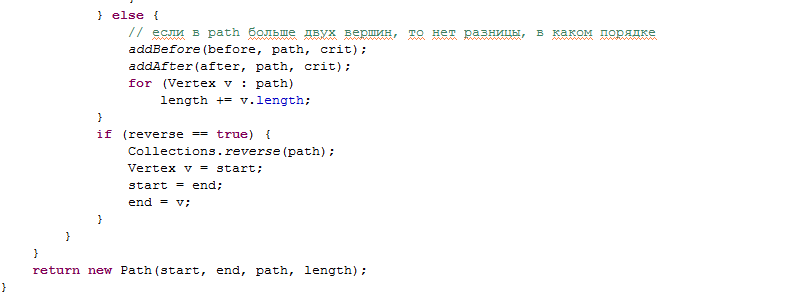 } else {
// если в path больше двух вершин, то нет разницы, в каком порядке
addBefore(before, path, crit);
addAfter(after, path, crit);
for (Vertex v : path)
length += v.length;
}
if (reverse == true) {
Collections.reverse(path);
Vertex v = start;
start = end;
end = v;
}
}
}
return new Path(start, end, path, length);
}